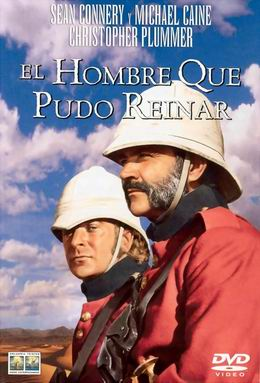 SEAN CONNERY Y MICHAEL CAINE
CHRISTOPHER PLUMMER
EL HOMBRE QUE
PUDO REINAR
DVD
VIDEO